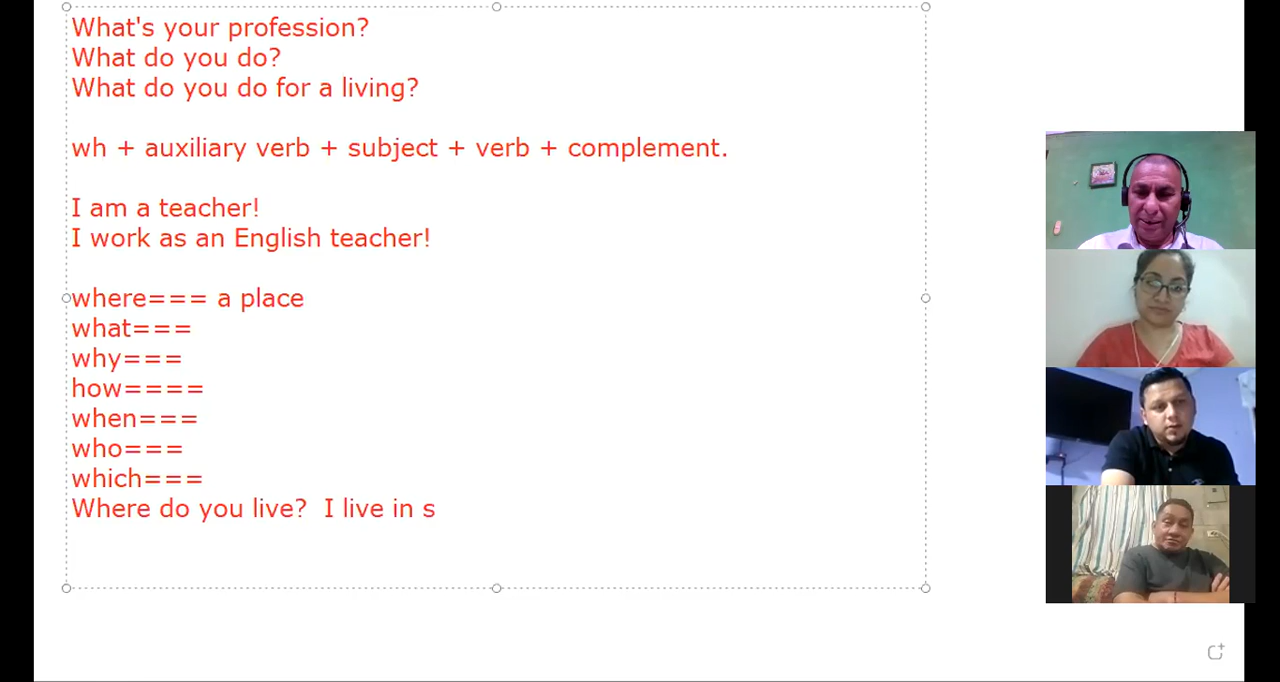 What's your profession?
What do you do?
What do you do for a living?
wh + auxiliary verb + subject + verb + complement.
I am a teacher!
I work as an English teacher!
where=== a place
what===
why===
how====
when===
who===
which===
Where do you live?  I live in s